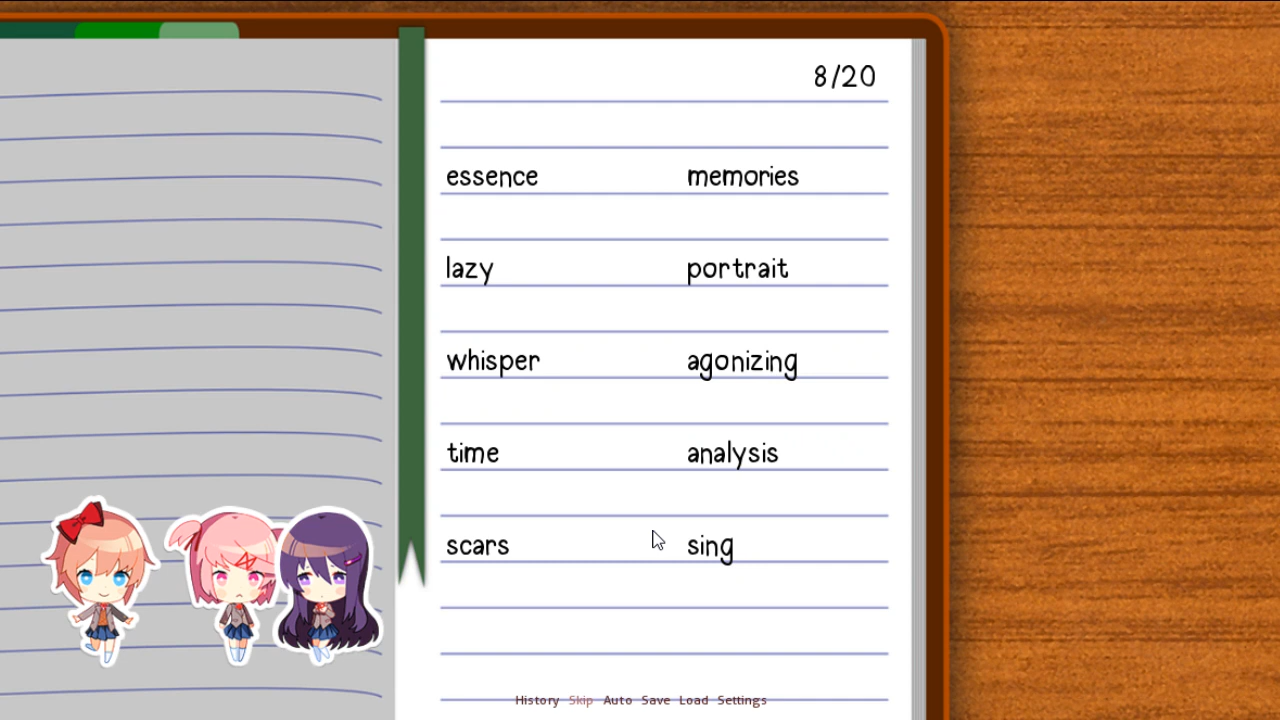 8/20
essence memories
lazy portrait
whisper agonizing
time analysis
scars sing
History Skip Auto Save Load Settings